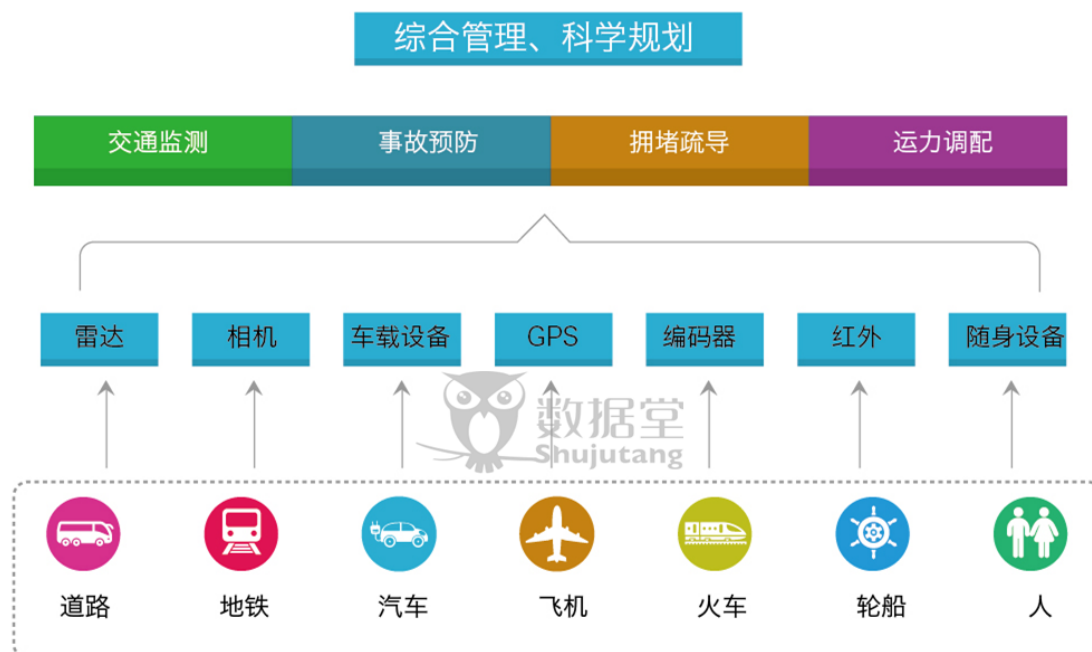 综合管理、科学规划
交通监测 事故预防 拥堵疏导 运力调配
雷达 相机 车载设备 GPS 编码器 红外 随身设备
数据堂
Shujutang
道路 地铁 汽车 飞机 火车 轮船 人